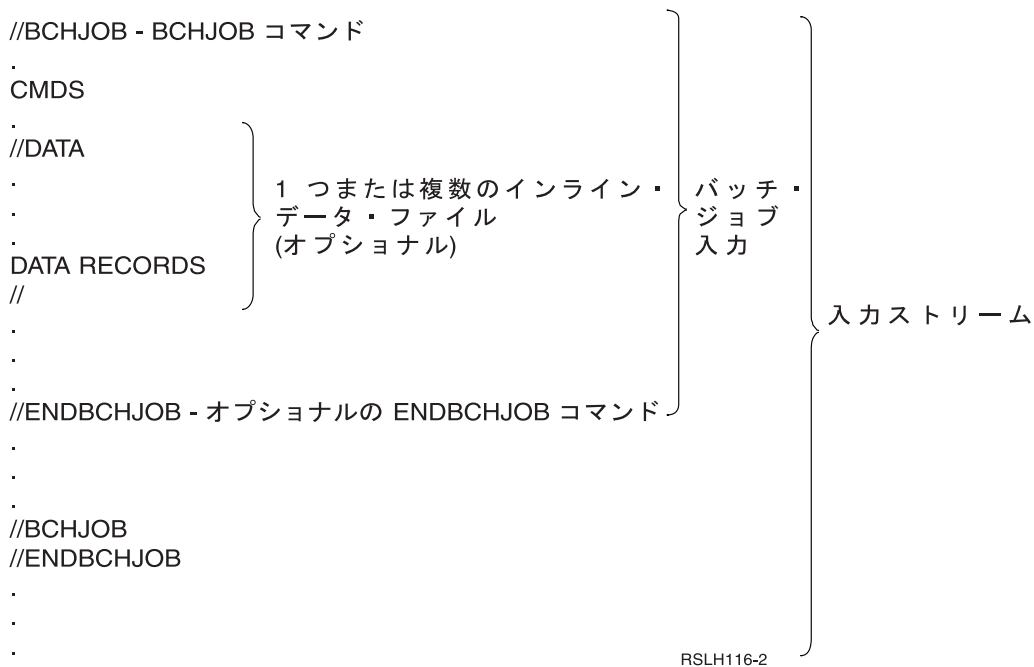 //BCHJOB - BCHJOB コマンド
.
CMDS
.
//DATA
.
.
.
DATA RECORDS
//
.
.
.
//ENDBCHJOB - オプショナルの ENDBCHJOB コマンド
.
.
.
//BCHJOB
//ENDBCHJOB
.
.
.
1 つまたは複数のインライン・
データ・ファイル
(オプショナル)
バッチ・
ジョブ
入力
入力ストリーム
RSLH116-2